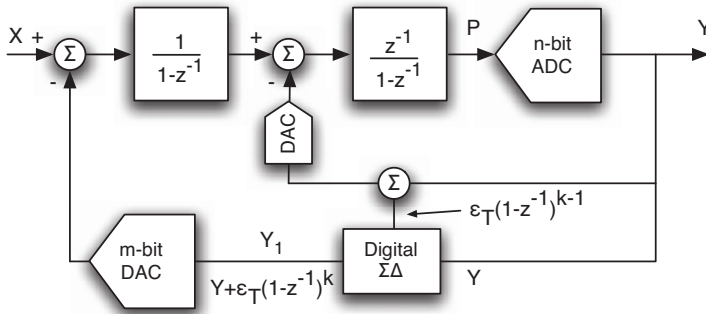 X + Σ -
1
1-z⁻¹
+ Σ -
z⁻¹
1-z⁻¹
P
n-bit
ADC
Y
DAC
Σ
ε_T(1-z⁻¹)^{k-1}
m-bit
DAC
Y₁
Y+ε_T(1-z⁻¹)^k
Digital
ΣΔ
Y